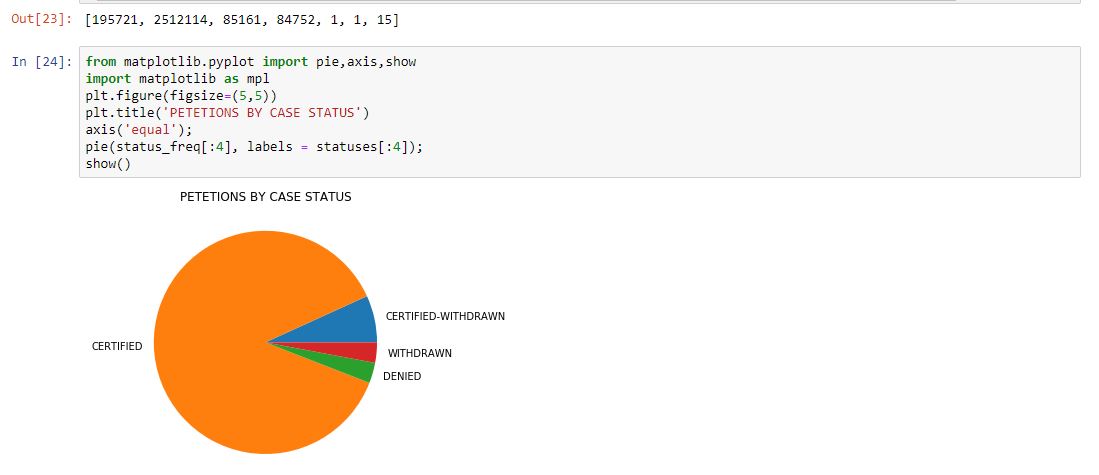 Out[23]: [195721, 2512114, 85161, 84752, 1, 1, 15]
In [24]: from matplotlib.pyplot import pie,axis,show
import matplotlib as mpl
plt.figure(figsize=(5,5))
plt.title('PETETIONS BY CASE STATUS')
axis('equal');
pie(status_freq[:4], labels = statuses[:4]);
show()
PETETIONS BY CASE STATUS
CERTIFIED-WITHDRAWN
CERTIFIED
WITHDRAWN
DENIED